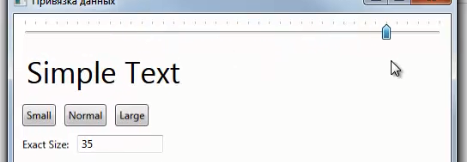 Привязка данных
Simple Text
Small Normal Large
Exact Size: 35